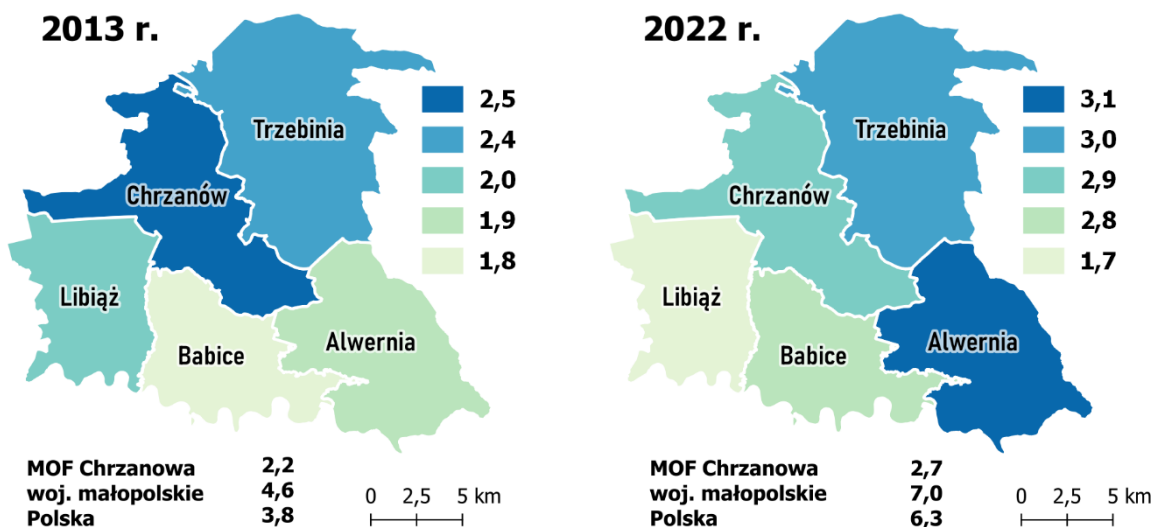 2013 r.
2,5
2,4
2,0
1,9
1,8
Trzebinia
Chrzanów
Libiąż
Babice
Alwernia
MOF Chrzanowa 2,2
woj. małopolskie 4,6
Polska 3,8
0 2,5 5 km
2022 r.
3,1
3,0
2,9
2,8
1,7
Trzebinia
Chrzanów
Libiąż
Babice
Alwernia
MOF Chrzanowa 2,7
woj. małopolskie 7,0
Polska 6,3
0 2,5 5 km